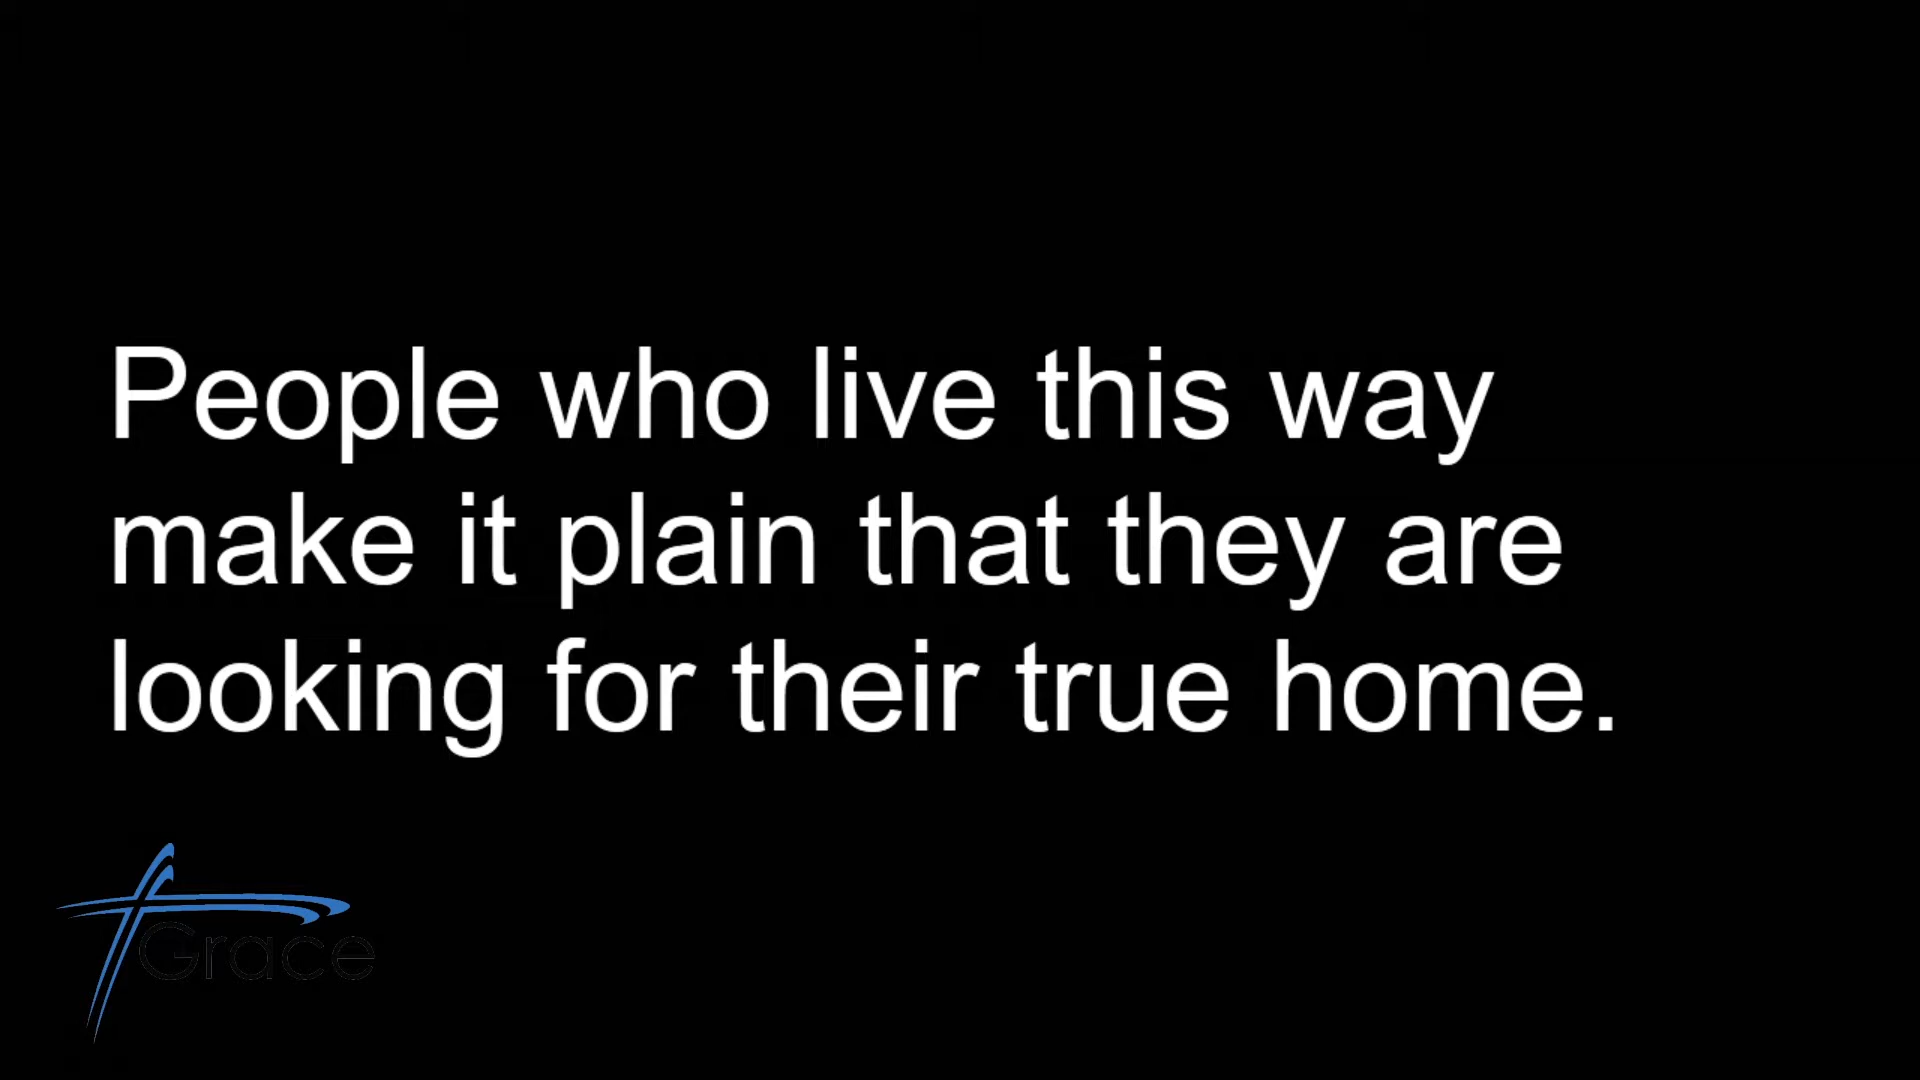 People who live this way
make it plain that they are
looking for their true home.
Grace